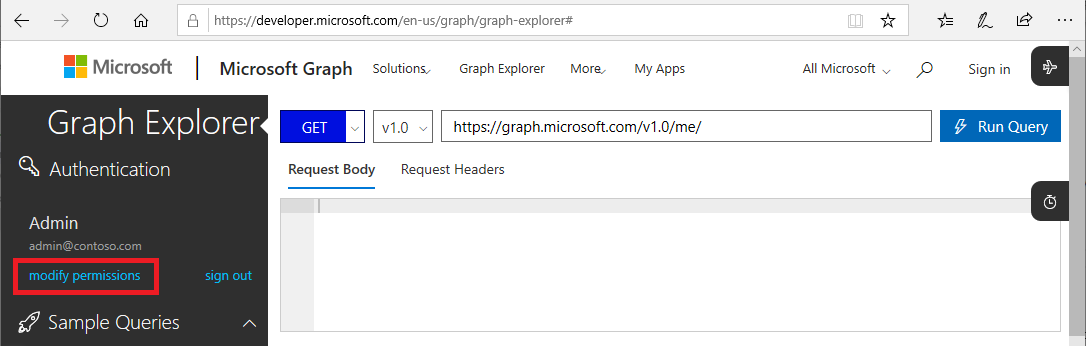 https://developer.microsoft.com/en-us/graph/graph-explorer#
Microsoft | Microsoft Graph Solutions Graph Explorer More My Apps All Microsoft Sign in
Graph Explorer
GET v1.0 https://graph.microsoft.com/v1.0/me/ Run Query
Authentication
Request Body Request Headers
Admin
admin@contoso.com
modify permissions sign out
Sample Queries